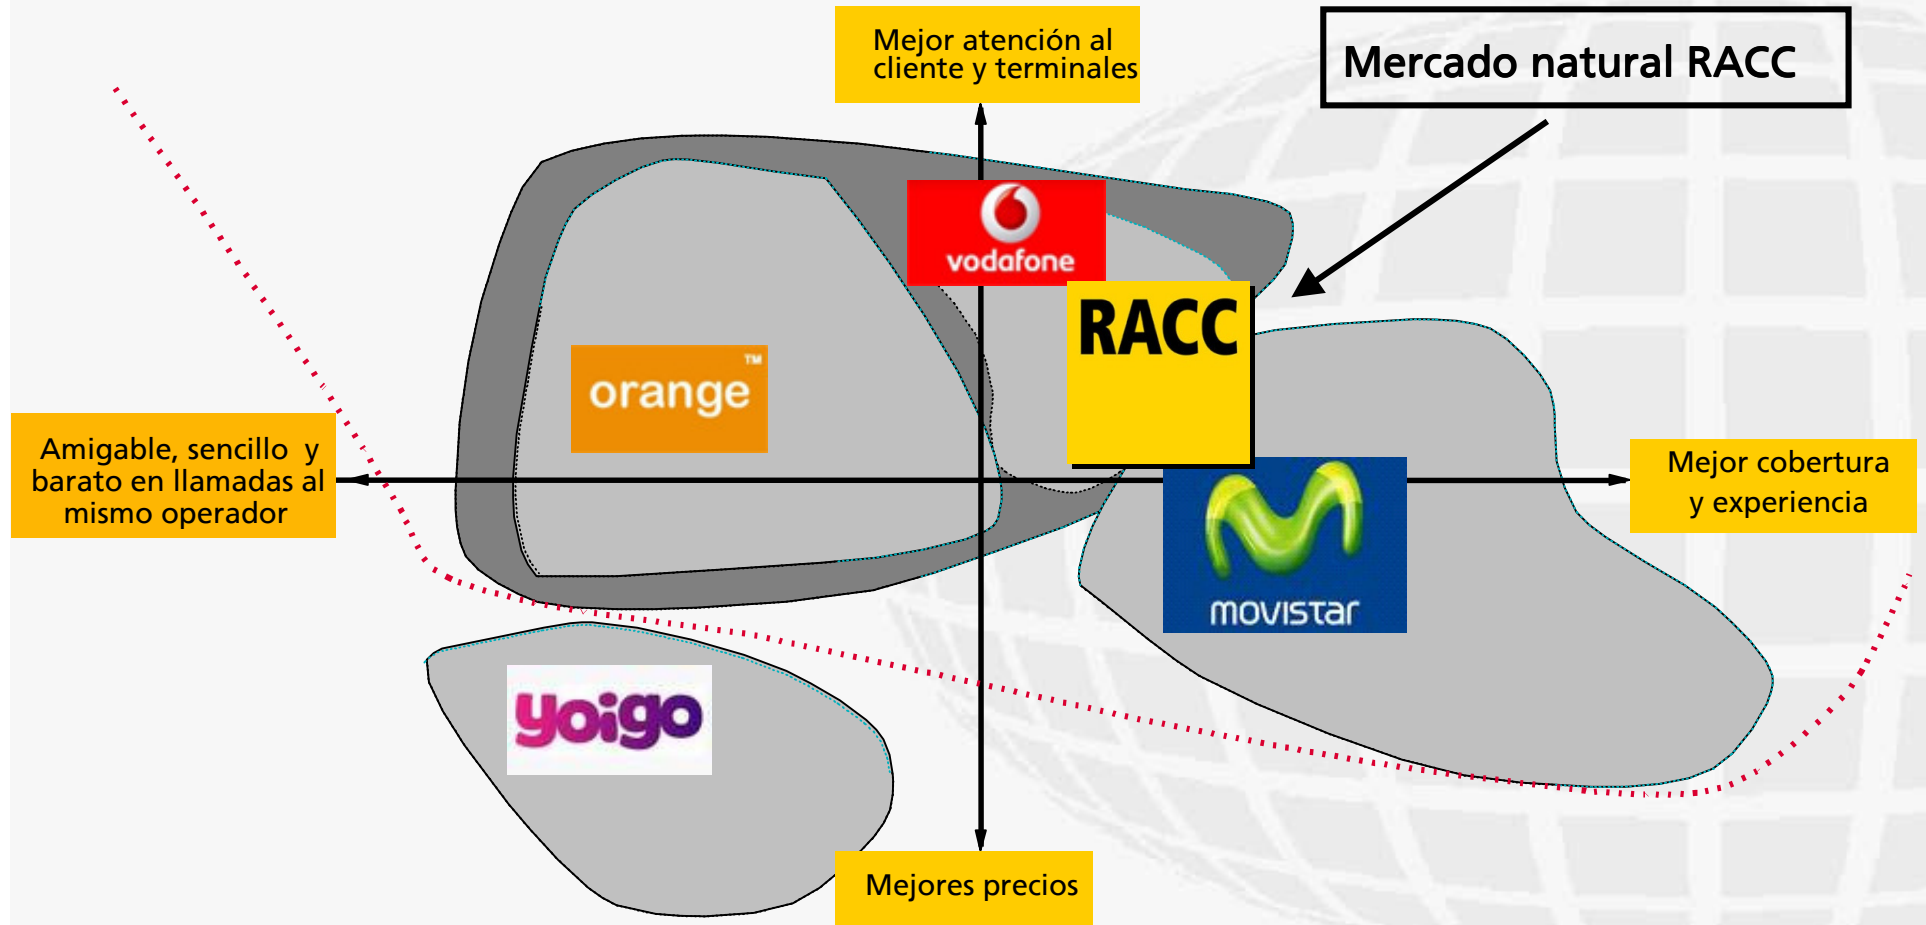 Mejor atención al
cliente y terminales
Mercado natural RACC
vodafone
RACC
orange™
Amigable, sencillo y
barato en llamadas al
mismo operador
Mejor cobertura
y experiencia
movistar
yoigo
Mejores precios